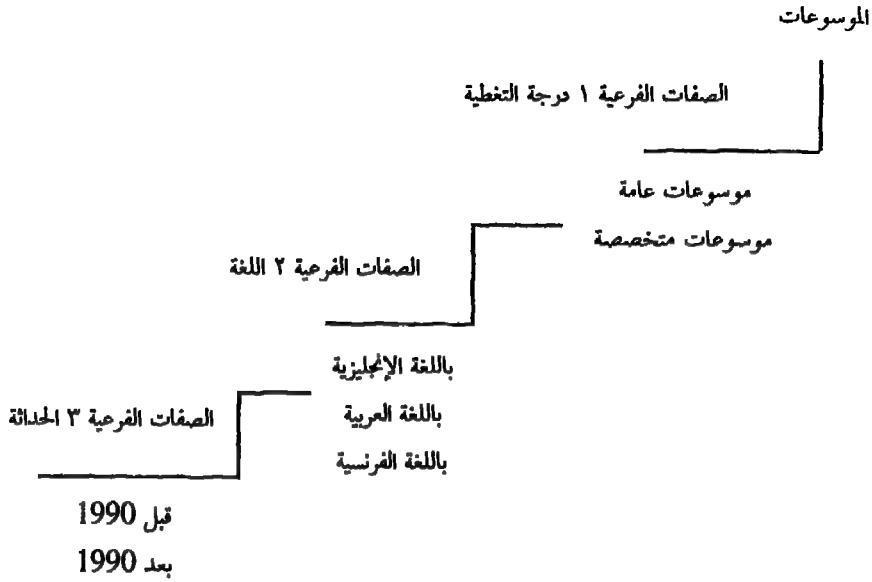 الموسوعات
الصفات الفرعية ١ درجة التغطية
موسوعات عامة
موسوعات متخصصة
الصفات الفرعية ٢ اللغة
باللغة الإنجليزية
باللغة العربية
باللغة الفرنسية
الصفات الفرعية ٣ الحداثة
قبل 1990
بعد 1990